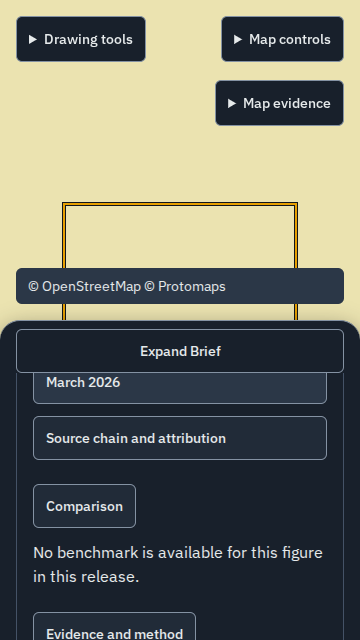 Drawing tools
Map controls
Map evidence
© OpenStreetMap © Protomaps
Expand Brief
March 2026
Source chain and attribution
Comparison
No benchmark is available for this figure
in this release.
Evidence and method